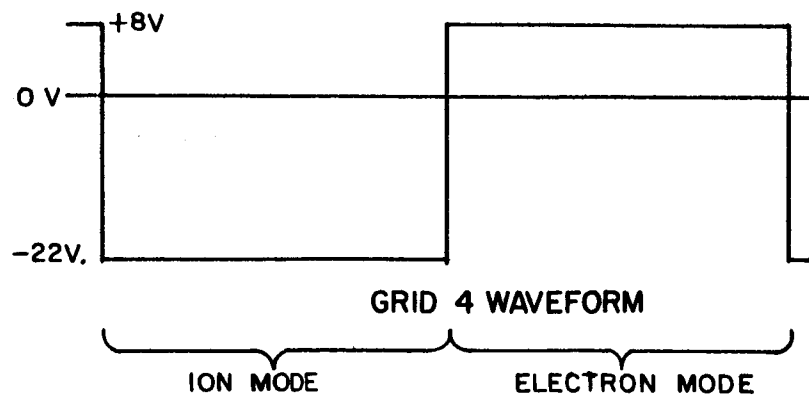 +8V
0 V
-22V.
GRID 4 WAVEFORM
ION MODE
ELECTRON MODE